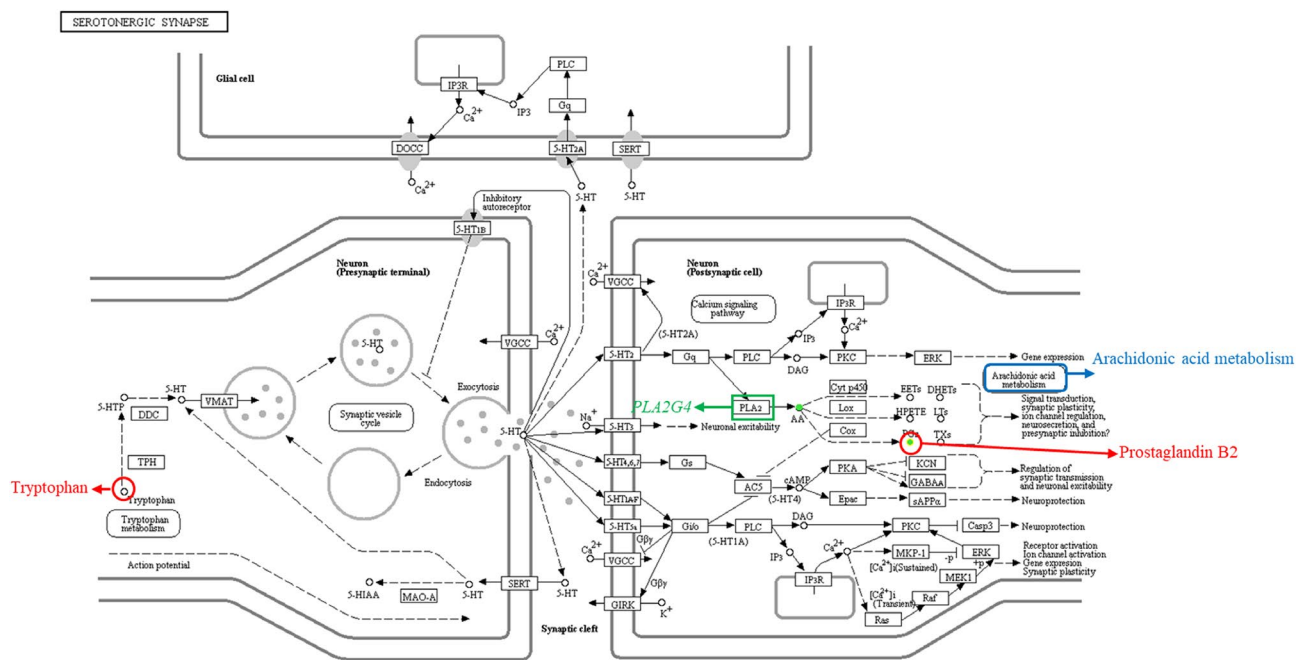 SEROTONERGIC SYNAPSE
Glial cell
IP3R
PLC
Ca2+
IP3
Gq
DOCC
5-HT2A
SERT
Ca2+
5-HT
5-HT
Inhibitory
autoreceptor
5-HT1B
Neuron
(Presynaptic terminal)
Neuron
(Postsynaptic cell)
Ca2+
VGCC
Calcium signaling
pathway
IP3R
(5-HT2A)
IP3
Ca2+
5-HT
VGCC
Ca2+
5-HT2
Gq
PLC
DAG
PKC
ERK
Gene expression
Arachidonic acid metabolism
Arachidonic acid
metabolism
5-HT
5-HTP
DDC
VMAT
Exocytosis
Synaptic vesicle
cycle
5-HT
Na+
5-HT3
Neuronal excitability
PLA2G4
PLA2
AA
Cyt p450
Lox
Cox
EETs
DHETs
HPETE
LTs
PGs
TXs
Signal transduction,
synaptic plasticity,
ion channel regulation,
neurosecretion, and
presynaptic inhibition?
Prostaglandin B2
TPH
Endocytosis
Tryptophan
Tryptophan
Tryptophan
metabolism
5-HT4,6,7
Gs
AC5
cAMP
(5-HT4)
PKA
Epac
KCN
GABAA
sAPPα
Regulation of
synaptic transmission
and neuronal excitability
Neuroprotection
5-HT1A/F
5-HT5a
Gi/o
PLC
(5-HT1A)
DAG
PKC
Casp3
Neuroprotection
Gβγ
Ca2+
VGCC
IP3
Ca2+
MKP-1
-p
ERK
+p
[Ca2+]i(Sustained)
MEK1
Receptor activation
Ion channel activation
Gene expression
Synaptic plasticity
Action potential
5-HIAA
MAO-A
5-HT
SERT
5-HT
Gβγ
IP3R
[Ca2+]i
(Transient)
Raf
Ras
GIRK
K+
Synaptic cleft